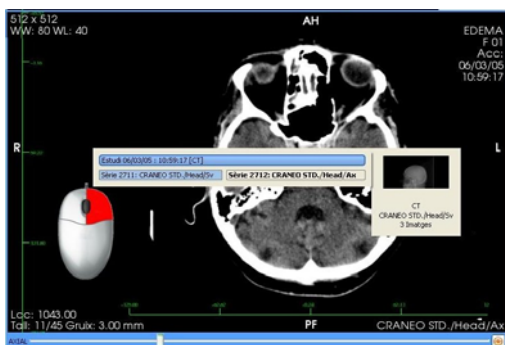 512 x 512
WW: 80 WL: 40
AH
EDEMA
F 01
Acc:
06/03/05
10:59:17
R
L
Estudi 06/03/05 : 10:59:17 [CT]
Sèrie 2711: CRANEO STD./Head/Sv
Sèrie 2712: CRANEO STD./Head/Ax
CT
CRANEO STD./Head/Sv
3 Imatges
Loc: 1043.00
Tall: 11/45 Gruix: 3.00 mm
PF
CRANEO STD./Head/Ax
AXIAL